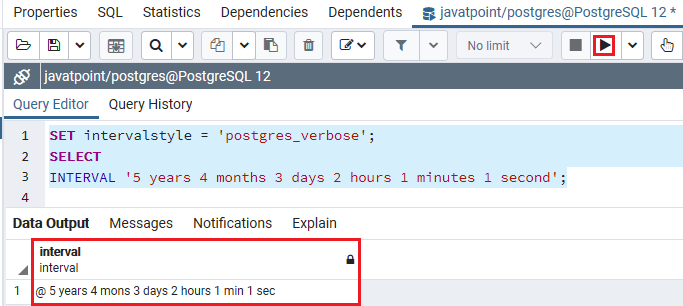 Properties SQL Statistics Dependencies Dependents javatpoint/postgres@PostgreSQL 12 *
No limit
javatpoint/postgres@PostgreSQL 12
Query Editor Query History
1 SET intervalstyle = 'postgres_verbose';
2 SELECT
3 INTERVAL '5 years 4 months 3 days 2 hours 1 minutes 1 second';
4
Data Output Messages Notifications Explain
interval
interval
1 @ 5 years 4 mons 3 days 2 hours 1 min 1 sec